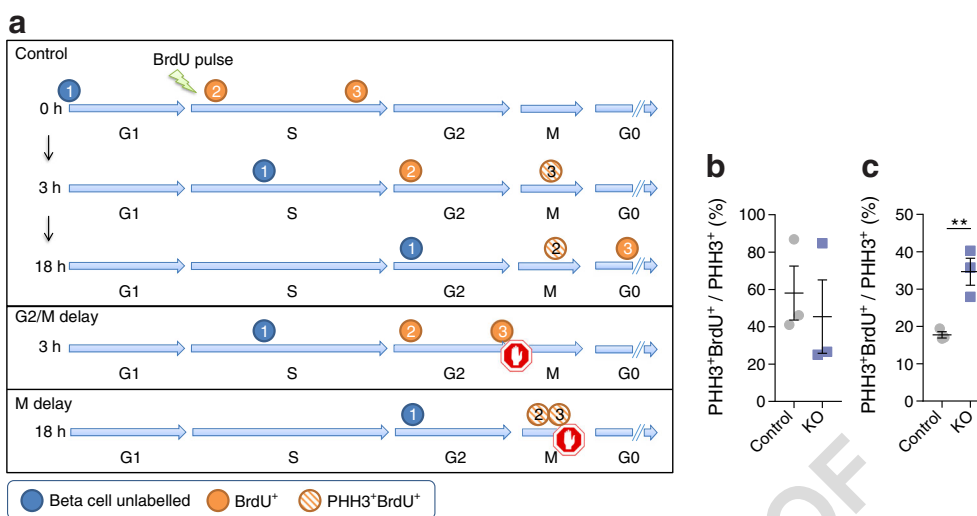 a
Control
BrdU pulse
1
2
3
0 h
G1
S
G2
M
G0
1
2
3
3 h
G1
S
G2
M
G0
1
2
3
18 h
G1
S
G2
M
G0
G2/M delay
1
2
3
3 h
G1
S
G2
M
G0
M delay
1
2
3
18 h
G1
S
G2
M
G0
Beta cell unlabelled
BrdU⁺
PHH3⁺BrdU⁺
b
PHH3⁺BrdU⁺ / PHH3⁺ (%)
100
80
60
40
20
0
Control
KO
c
PHH3⁺BrdU⁺ / PHH3⁺ (%)
50
40
30
20
10
0
**
Control
KO
OF